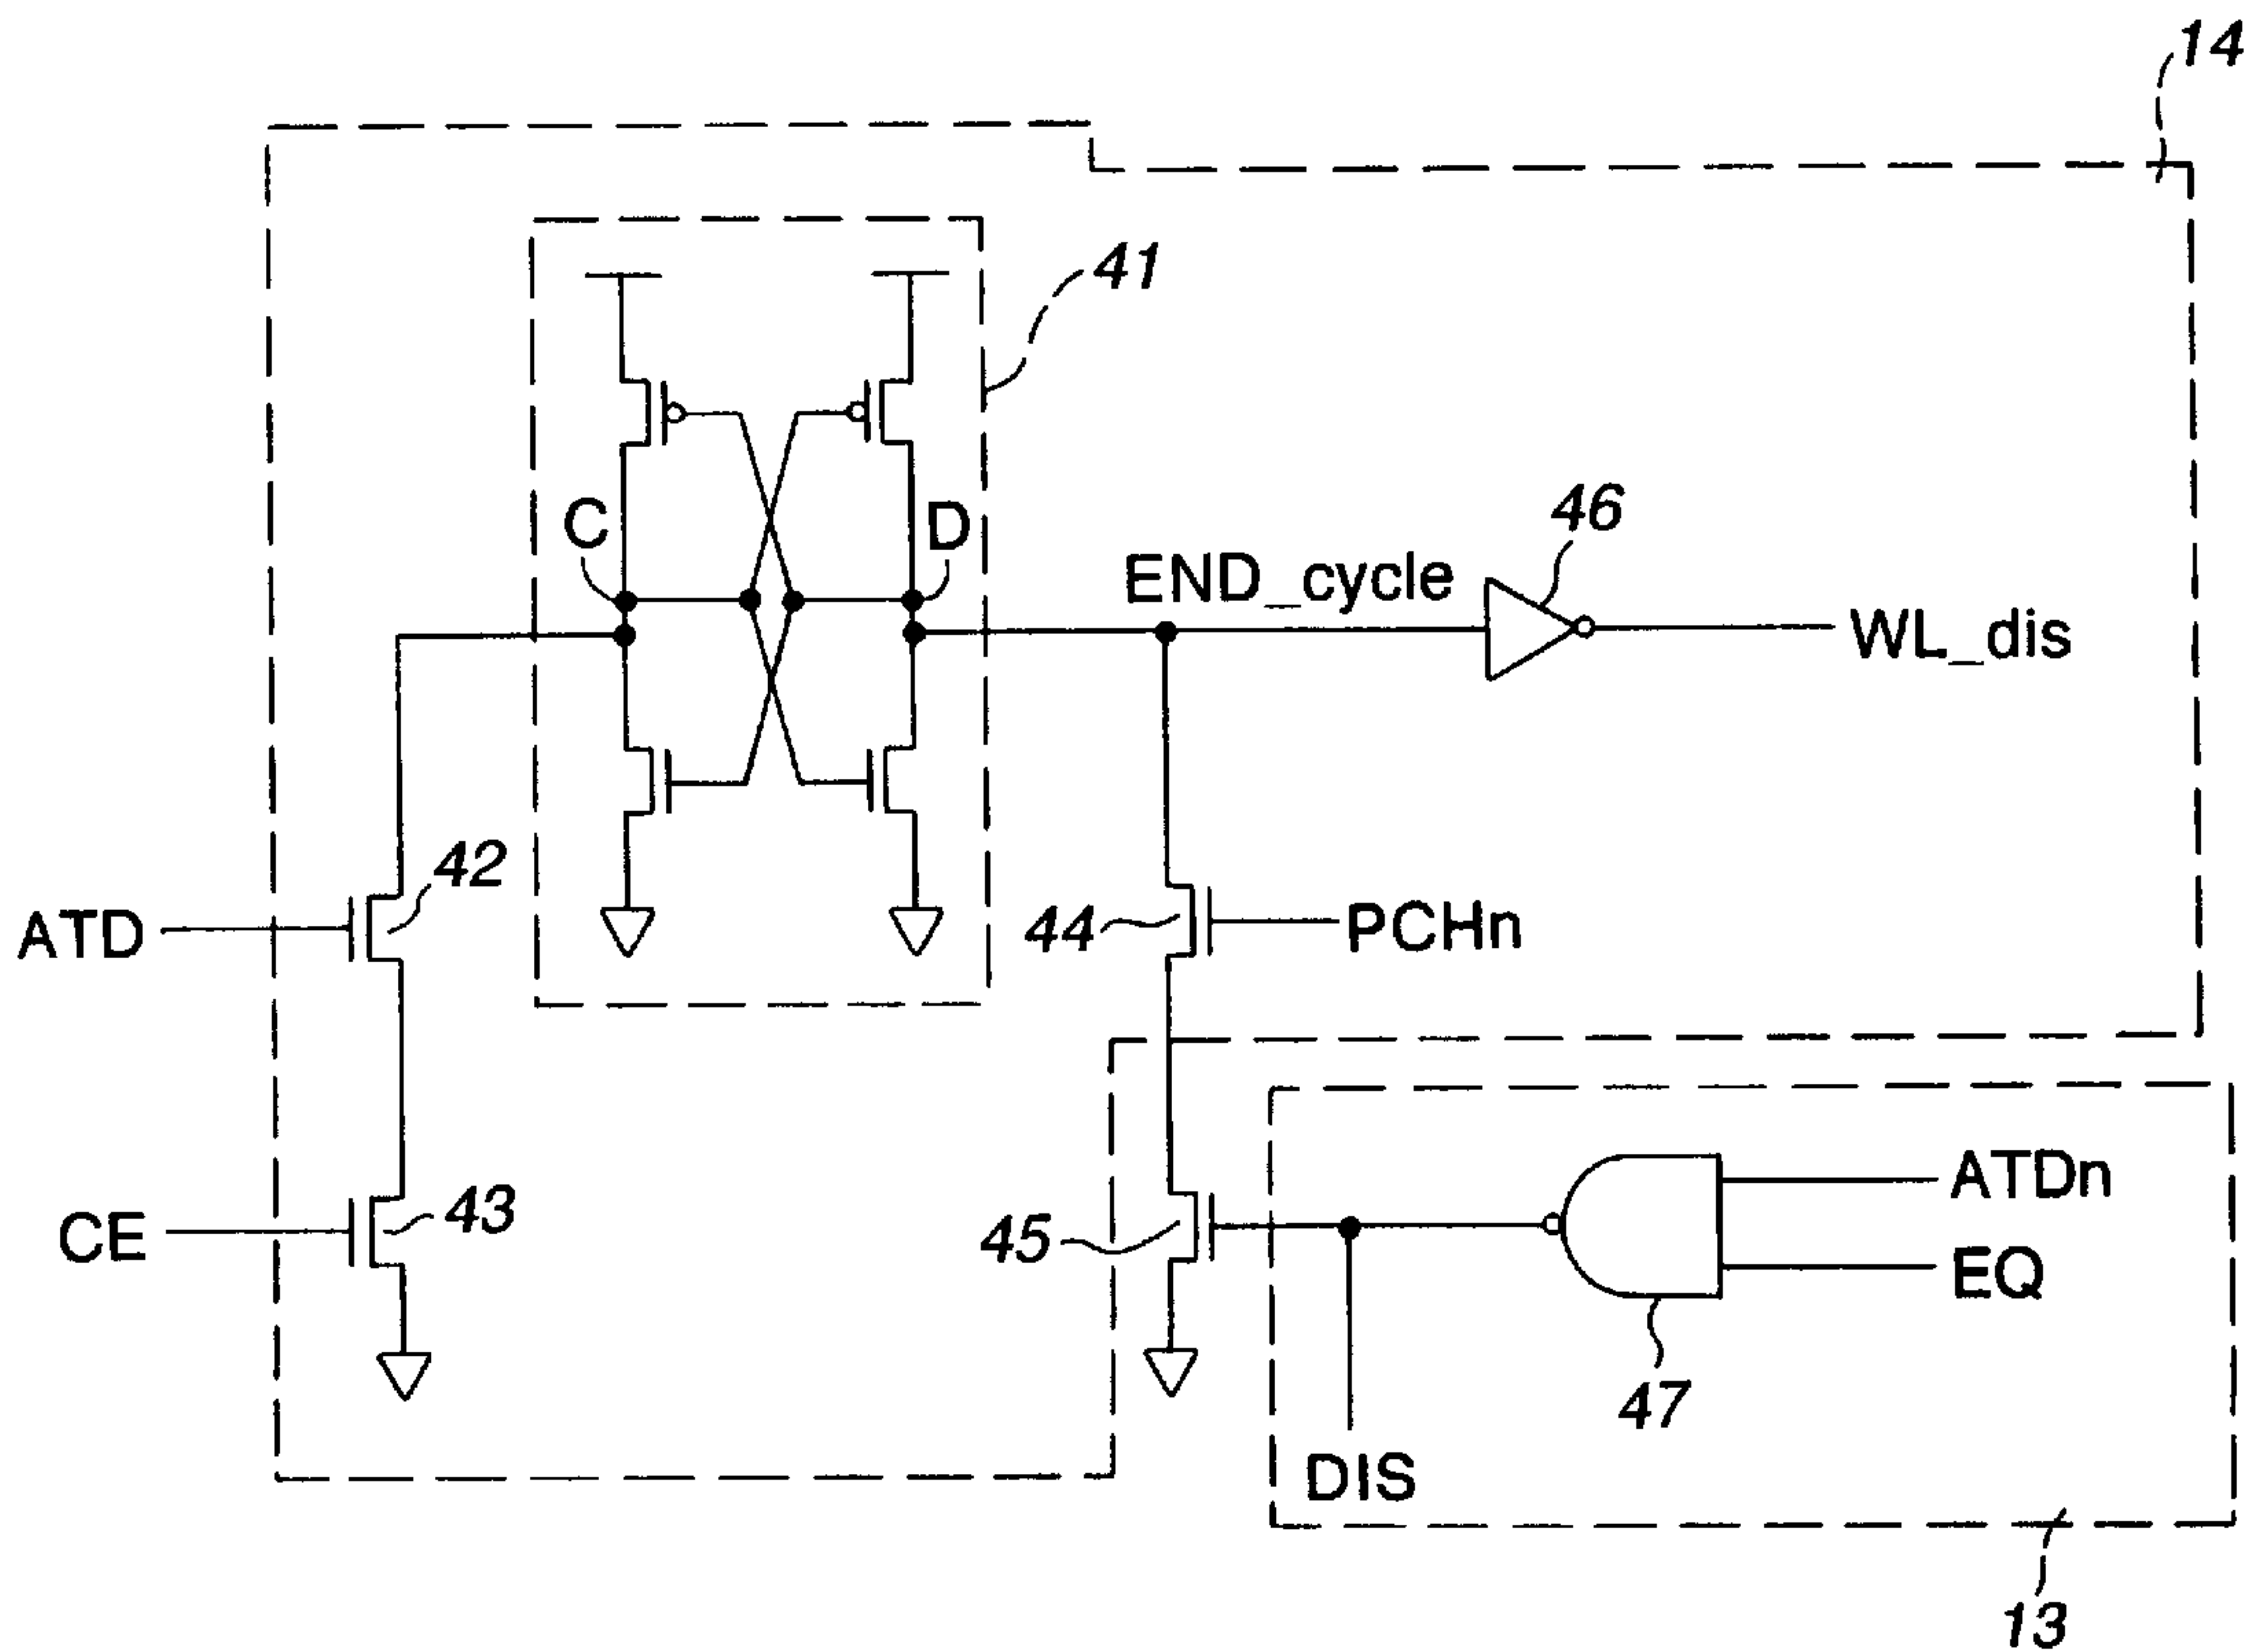 14
41
C
D
46
END_cycle
WL_dis
42
ATD
44
PCHn
CE
43
45
ATDn
EQ
47
DIS
13